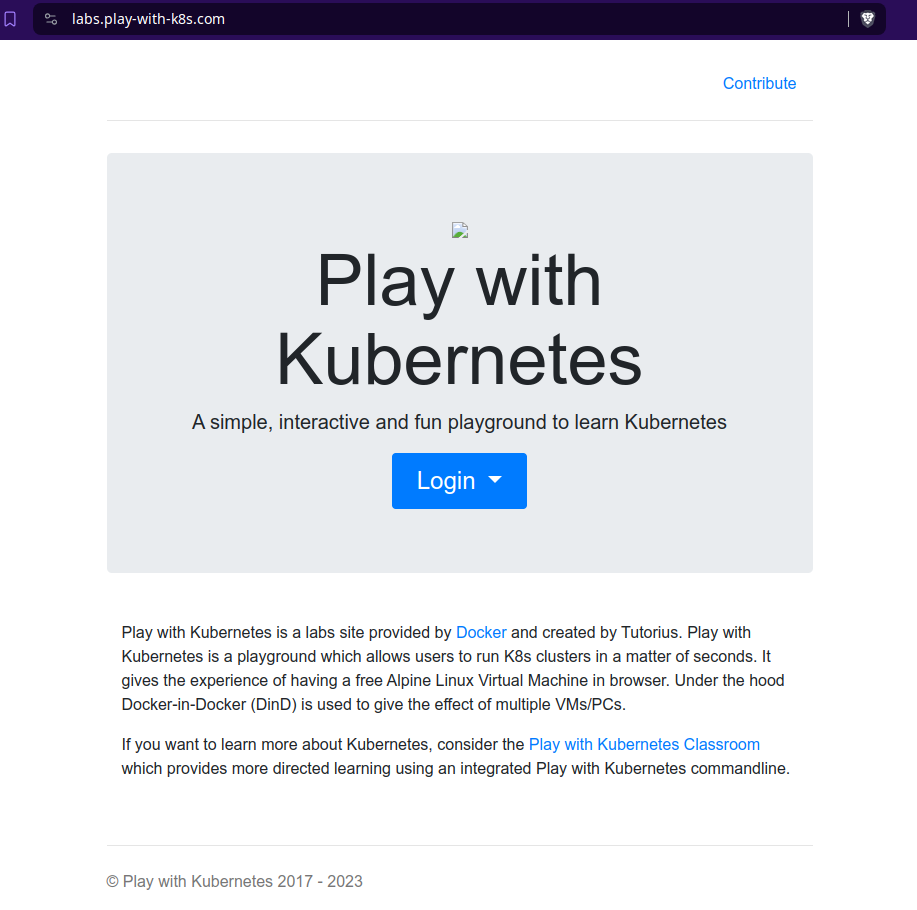 labs.play-with-k8s.com
Contribute
Play with
Kubernetes
A simple, interactive and fun playground to learn Kubernetes
Login
Play with Kubernetes is a labs site provided by Docker and created by Tutorius. Play with
Kubernetes is a playground which allows users to run K8s clusters in a matter of seconds. It
gives the experience of having a free Alpine Linux Virtual Machine in browser. Under the hood
Docker-in-Docker (DinD) is used to give the effect of multiple VMs/PCs.
If you want to learn more about Kubernetes, consider the Play with Kubernetes Classroom
which provides more directed learning using an integrated Play with Kubernetes commandline.
© Play with Kubernetes 2017 - 2023